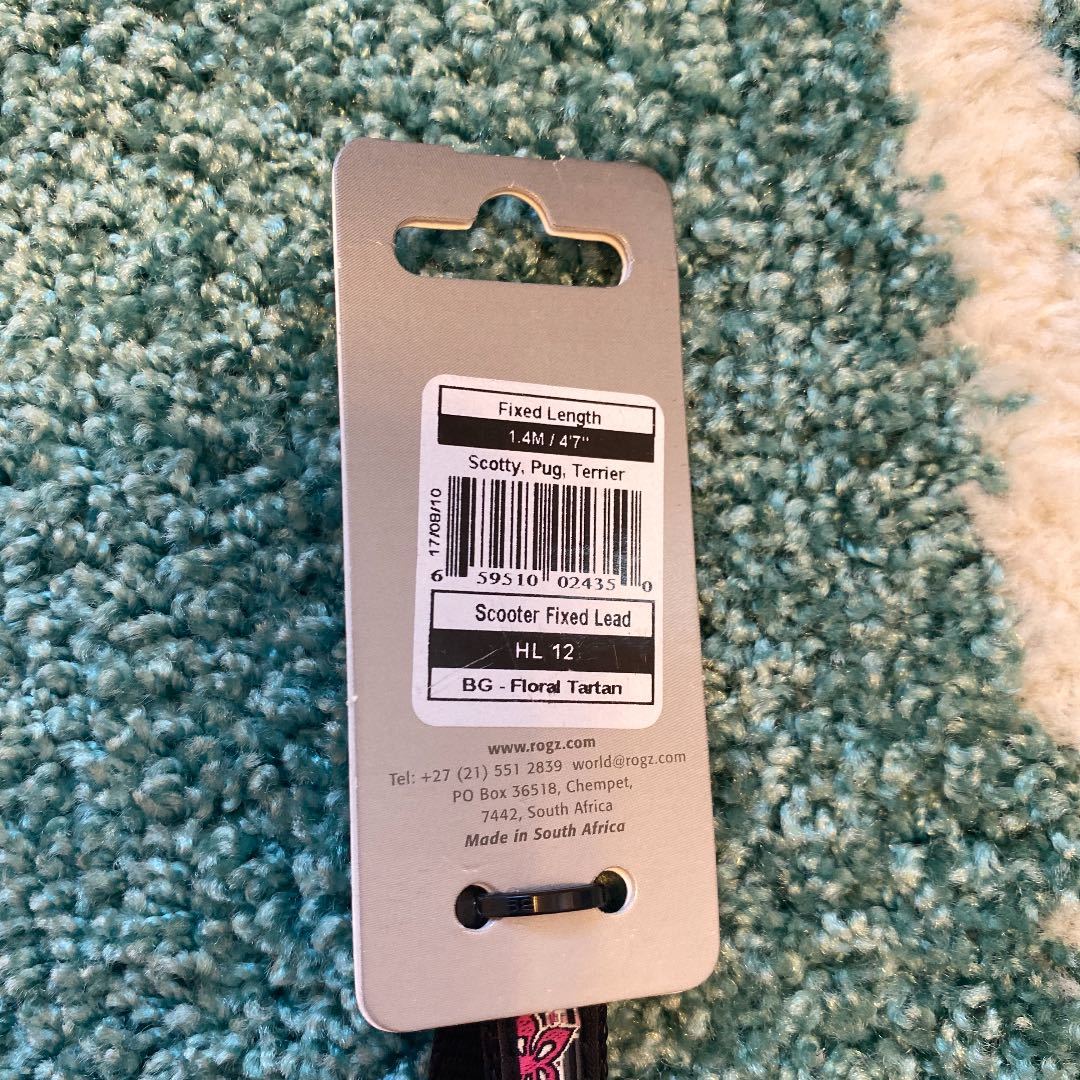 Fixed Length
1.4M / 4'7"
Scotty, Pug, Terrier
17/08/10
6 59510 02435 0
Scooter Fixed Lead
HL 12
BG - Floral Tartan
www.rogz.com
Tel: +27 (21) 551 2839 world@rogz.com
PO Box 36518, Chempet,
7442, South Africa
Made in South Africa